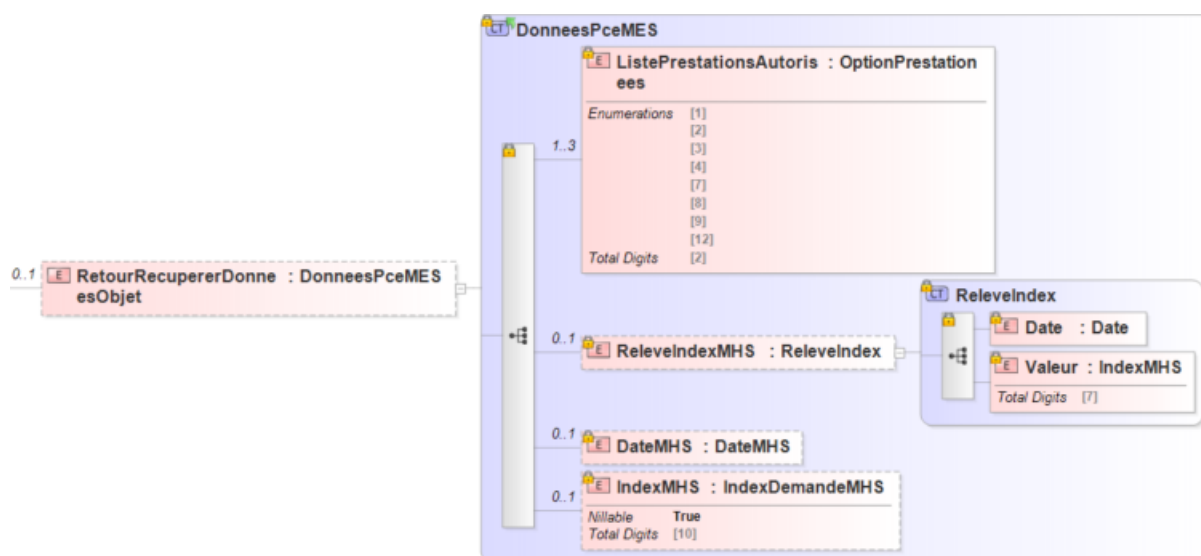 CT DonneesPceMES
E ListePrestationsAutoris : OptionPrestation
ees
Enumerations [1]
[2]
[3]
[4]
[7]
[8]
[9]
[12]
Total Digits [2]
1..3
0..1 E RetourRecupererDonne : DonneesPceMES
esObjet
CT ReleveIndex
E Date : Date
0..1 E ReleveIndexMHS : ReleveIndex
E Valeur : IndexMHS
Total Digits [7]
0..1 E DateMHS : DateMHS
0..1 E IndexMHS : IndexDemandeMHS
Nillable True
Total Digits [10]